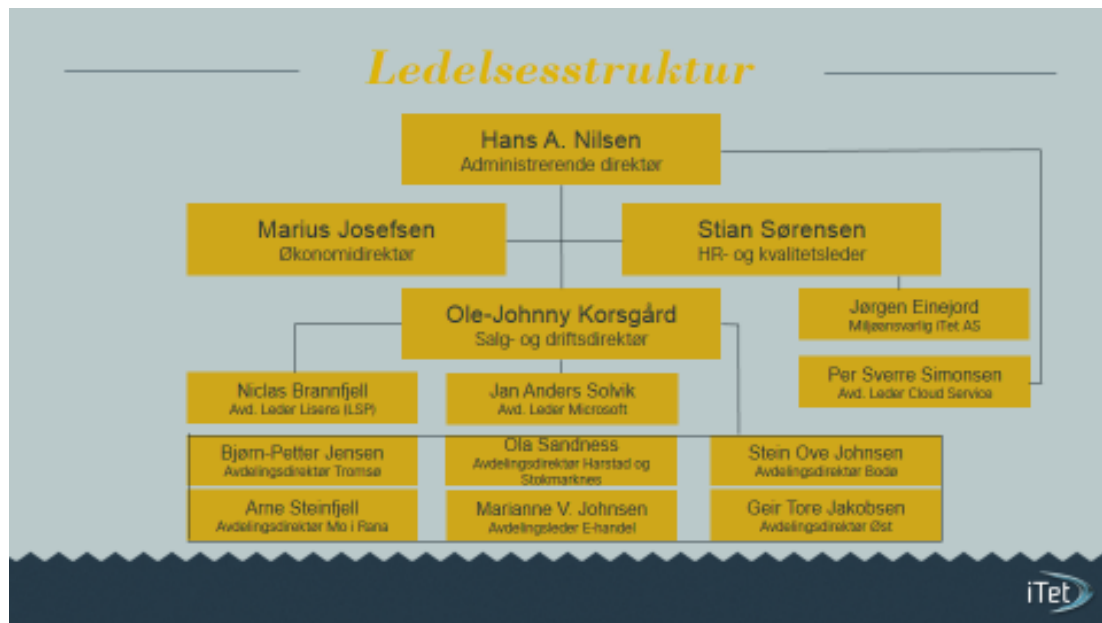 Ledelsesstruktur
Hans A. Nilsen
Administrerende direktør
Marius Josefsen
Økonomidirektør
Stian Sørensen
HR- og kvalitetsleder
Ole-Johnny Korsgård
Salg- og driftsdirektør
Jørgen Einejord
Miljøansvarlig iTet AS
Per Sverre Simonsen
Avd. Leder Cloud Service
Niclas Brannfjell
Avd. Leder Lisens (LSP)
Jan Anders Solvik
Avd. Leder Microsoft
Bjørn-Petter Jensen
Avdelingsdirektør Tromsø
Ola Sandness
Avdelingsdirektør Harstad og
Stokmarknes
Stein Ove Johnsen
Avdelingsdirektør Bodø
Arne Steinfjell
Avdelingsdirektør Mo i Rana
Marianne V. Johnsen
Avdelingsleder E-handel
Geir Tore Jakobsen
Avdelingsdirektør Øst
iTet